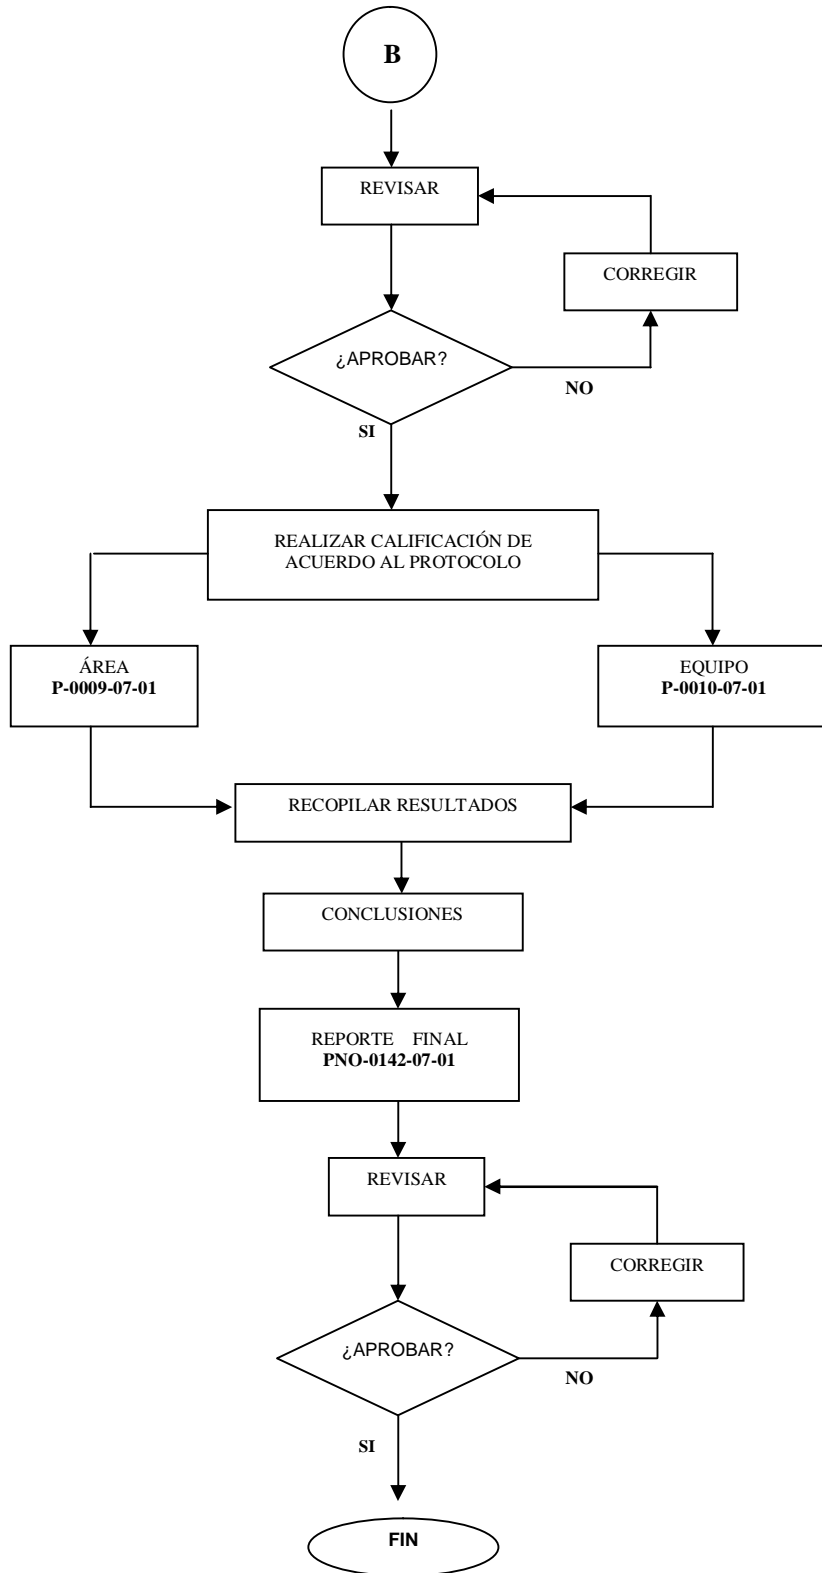 B
REVISAR
CORREGIR
¿APROBAR?
NO
SI
REALIZAR CALIFICACIÓN DE
ACUERDO AL PROTOCOLO
ÁREA
P-0009-07-01
EQUIPO
P-0010-07-01
RECOPILAR RESULTADOS
CONCLUSIONES
REPORTE FINAL
PNO-0142-07-01
REVISAR
CORREGIR
¿APROBAR?
NO
SI
FIN